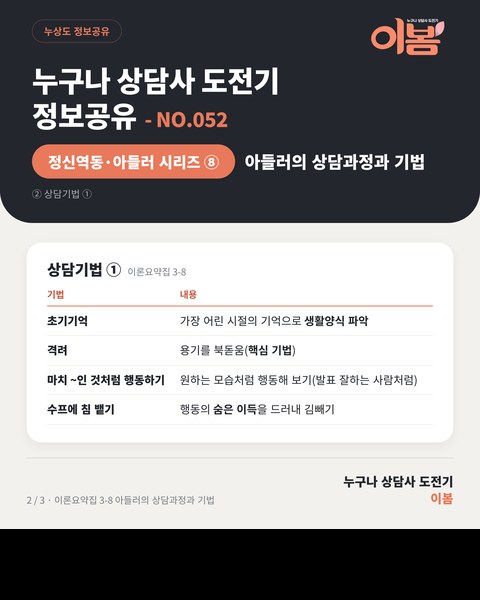 누상도 정보공유
누구나 상담사 도전기
이봄
누구나 상담사 도전기
정보공유 - NO.052
정신역동·아들러 시리즈 ⑧ 아들러의 상담과정과 기법
② 상담기법 ①
상담기법 ① 이론요약집 3-8
기법 내용
초기기억 가장 어린 시절의 기억으로 생활양식 파악
격려 용기를 북돋움(핵심 기법)
마치 ~인 것처럼 행동하기 원하는 모습처럼 행동해 보기(발표 잘하는 사람처럼)
수프에 침 뱉기 행동의 숨은 이득을 드러내 김빼기
누구나 상담사 도전기
2 / 3 · 이론요약집 3-8 아들러의 상담과정과 기법 이봄